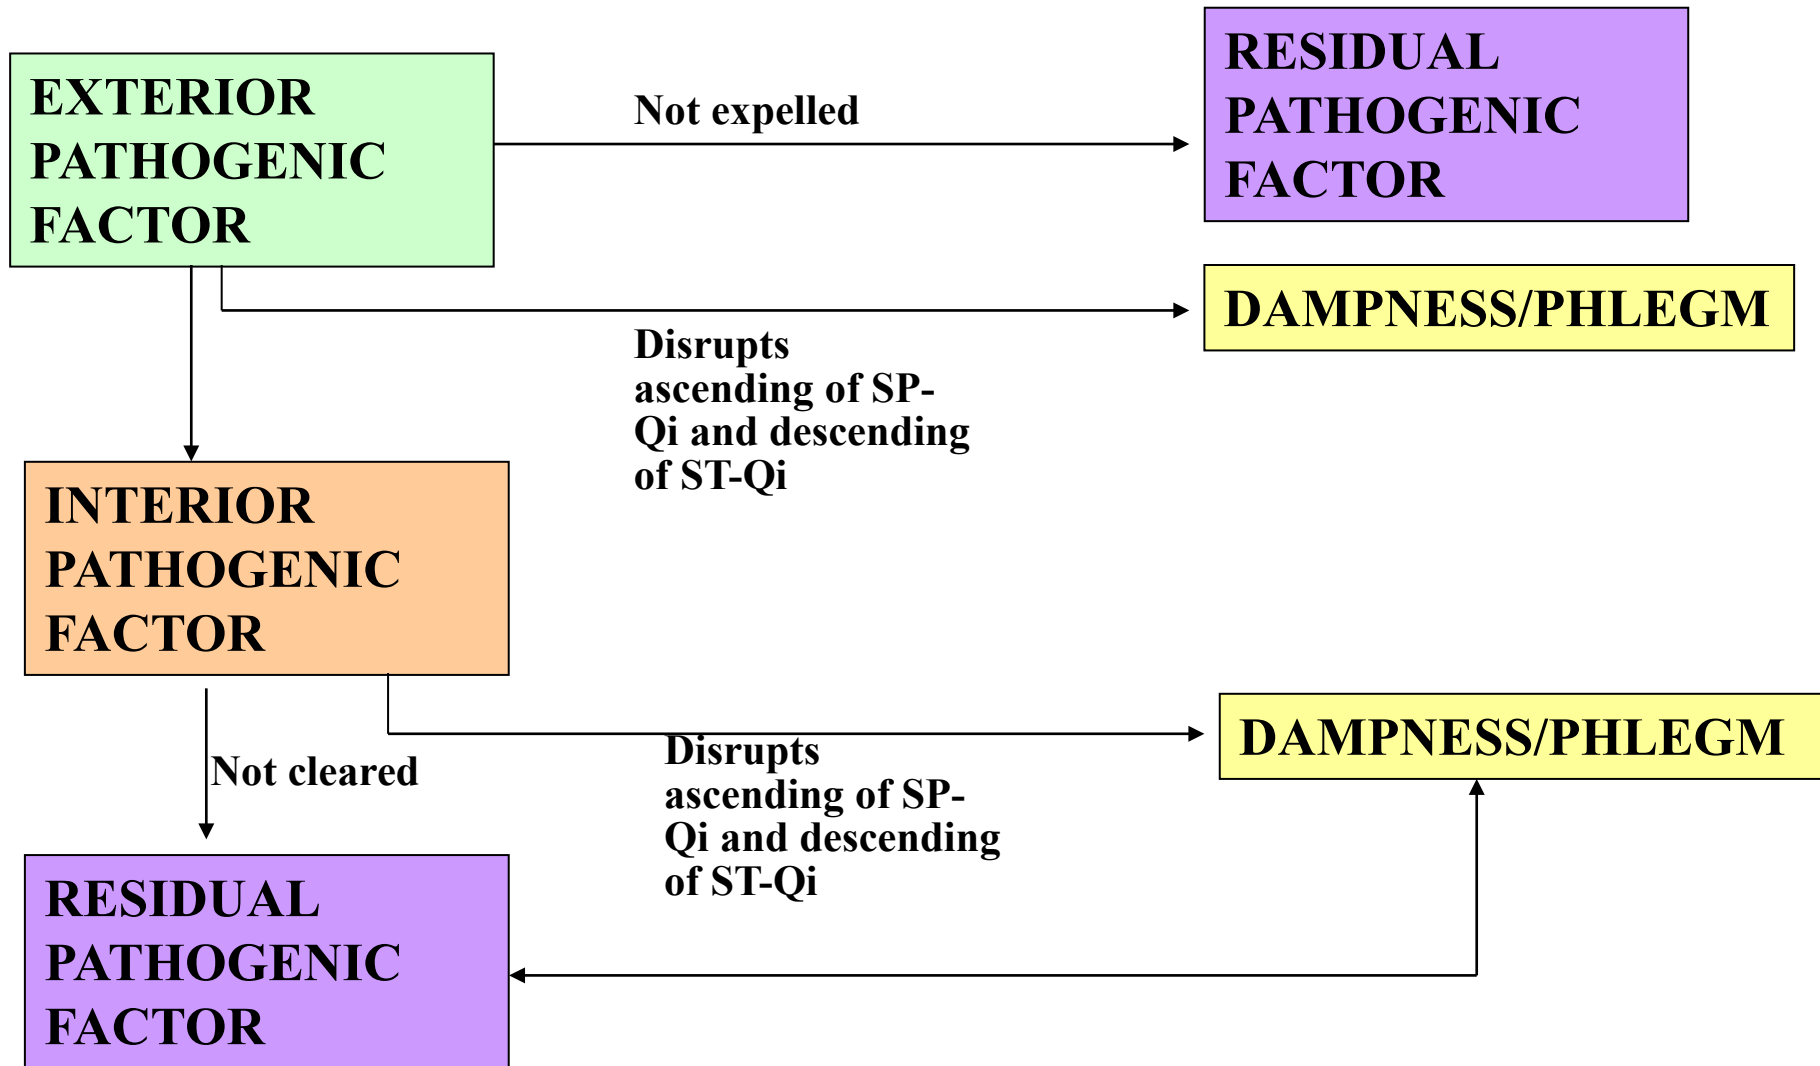 EXTERIOR
PATHOGENIC
FACTOR
Not expelled
RESIDUAL
PATHOGENIC
FACTOR
DAMPNESS/PHLEGM
Disrupts
ascending of SP-
Qi and descending
of ST-Qi
INTERIOR
PATHOGENIC
FACTOR
Not cleared
Disrupts
ascending of SP-
Qi and descending
of ST-Qi
DAMPNESS/PHLEGM
RESIDUAL
PATHOGENIC
FACTOR